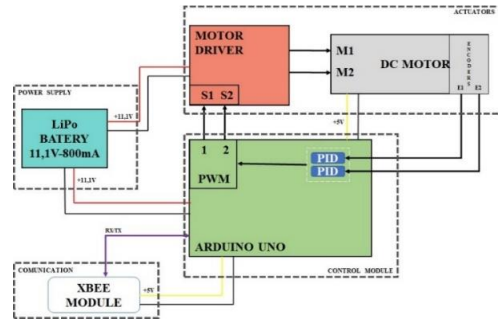 ACTUATORS
MOTOR
DRIVER
S1 S2
M1
M2
DC MOTOR
ENCODERS
E1 E2
POWER SUPPLY
LiPo
BATERY
11,1V-800mA
+11,1V
+11,1V
+5V
1 2
PWM
PID
PID
ARDUINO UNO
CONTROL MODULE
RX/TX
COMUNICATION
XBEE
MODULE
+5V